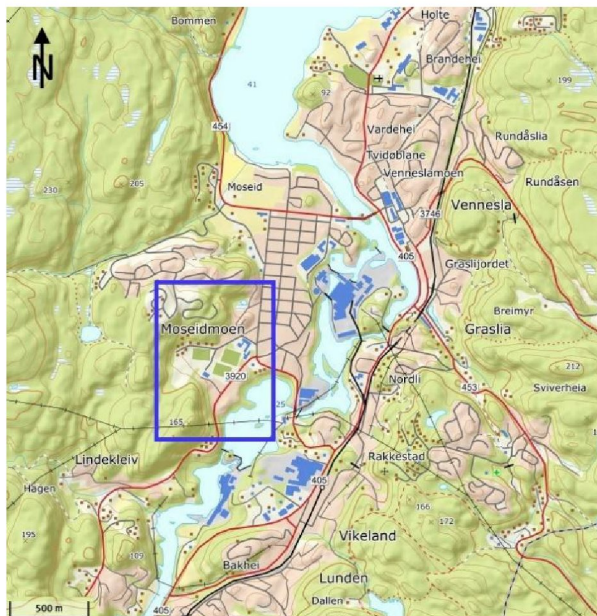 Bommen
Holte
N
41
Brandehei
199
92
454
Vardehei
Rundåslia
Tvidøblane
205
Moseid
Venneslamoen
Rundåsen
230
Vennesla
3746
405
Graslijordet
Breimyr
Moseidmoen
Graslia
212
3920
Nordli
453
Sviverheia
25
165
Lindekleiv
Rakkestad
Hagen
405
166
172
195
Vikeland
109
Bakhei
Lunden
500 m
405
Dallen